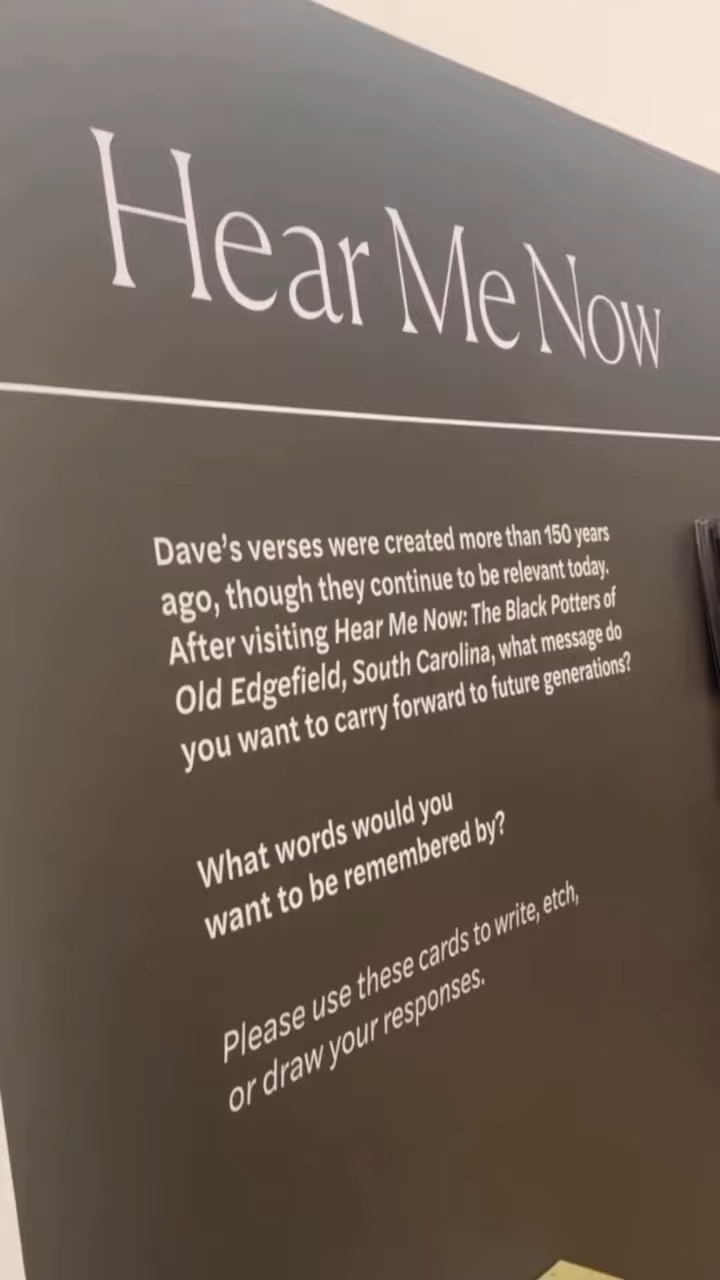 Hear Me Now
Dave's verses were created more than 150 years
ago, though they continue to be relevant today.
After visiting Hear Me Now: The Black Potters of
Old Edgefield, South Carolina, what message do
you want to carry forward to future generations?
What words would you
want to be remembered by?
Please use these cards to write, etch,
or draw your responses.